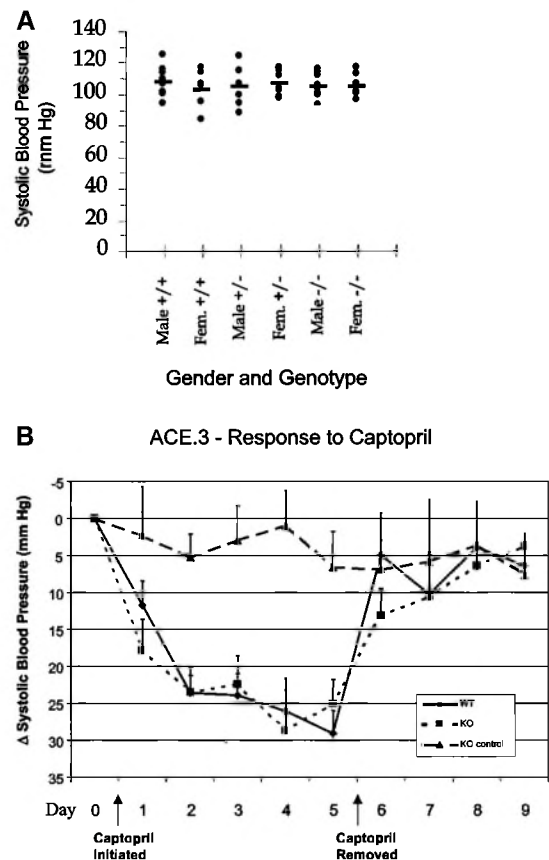 A
Systolic Blood Pressure
(mm Hg)
140
120
100
80
60
40
20
0
Male +/+
Fem. +/+
Male +/-
Fem. +/-
Male -/-
Fem. -/-
Gender and Genotype
B
ACE.3 - Response to Captopril
Δ Systolic Blood Pressure (mm Hg)
-5
0
5
10
15
20
25
30
35
WT
KO
KO control
Day 0 1 2 3 4 5 6 7 8 9
Captopril
Initiated
Captopril
Removed